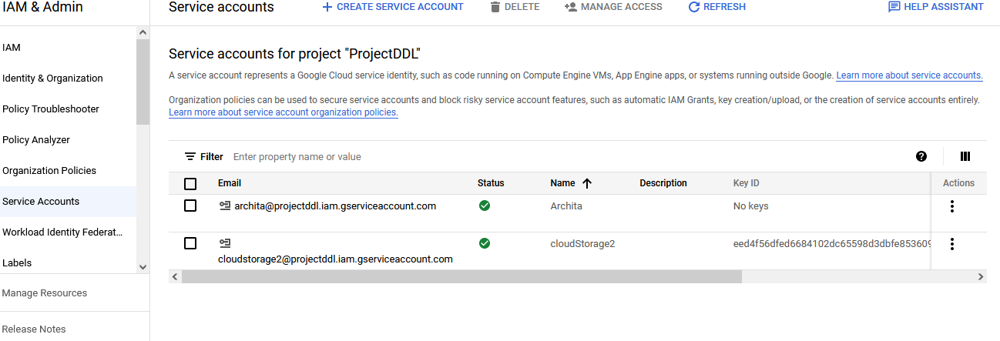 IAM & Admin
Service accounts
CREATE SERVICE ACCOUNT
DELETE
MANAGE ACCESS
REFRESH
HELP ASSISTANT
IAM
Identity & Organization
Policy Troubleshooter
Policy Analyzer
Organization Policies
Service Accounts
Workload Identity Federat...
Labels
Manage Resources
Release Notes
Service accounts for project "ProjectDDL"
A service account represents a Google Cloud service identity, such as code running on Compute Engine VMs, App Engine apps, or systems running outside Google. Learn more about service accounts.
Organization policies can be used to secure service accounts and block risky service account features, such as automatic IAM Grants, key creation/upload, or the creation of service accounts entirely.
Learn more about service account organization policies.
Filter Enter property name or value
Email Status Name Description Key ID Actions
archita@projectddl.iam.gserviceaccount.com Archita No keys
cloudStorage2 eed4f56dfed6684102dc65598d3dbfe853609
cloudstorage2@projectddl.iam.gserviceaccount.com